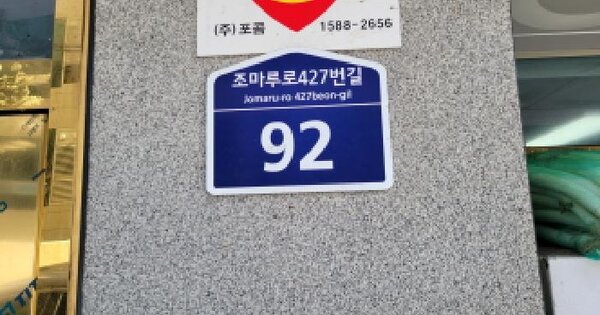 (주)포콤 1588-2656
조마루로427번길
Jomaru-ro 427beon-gil
92